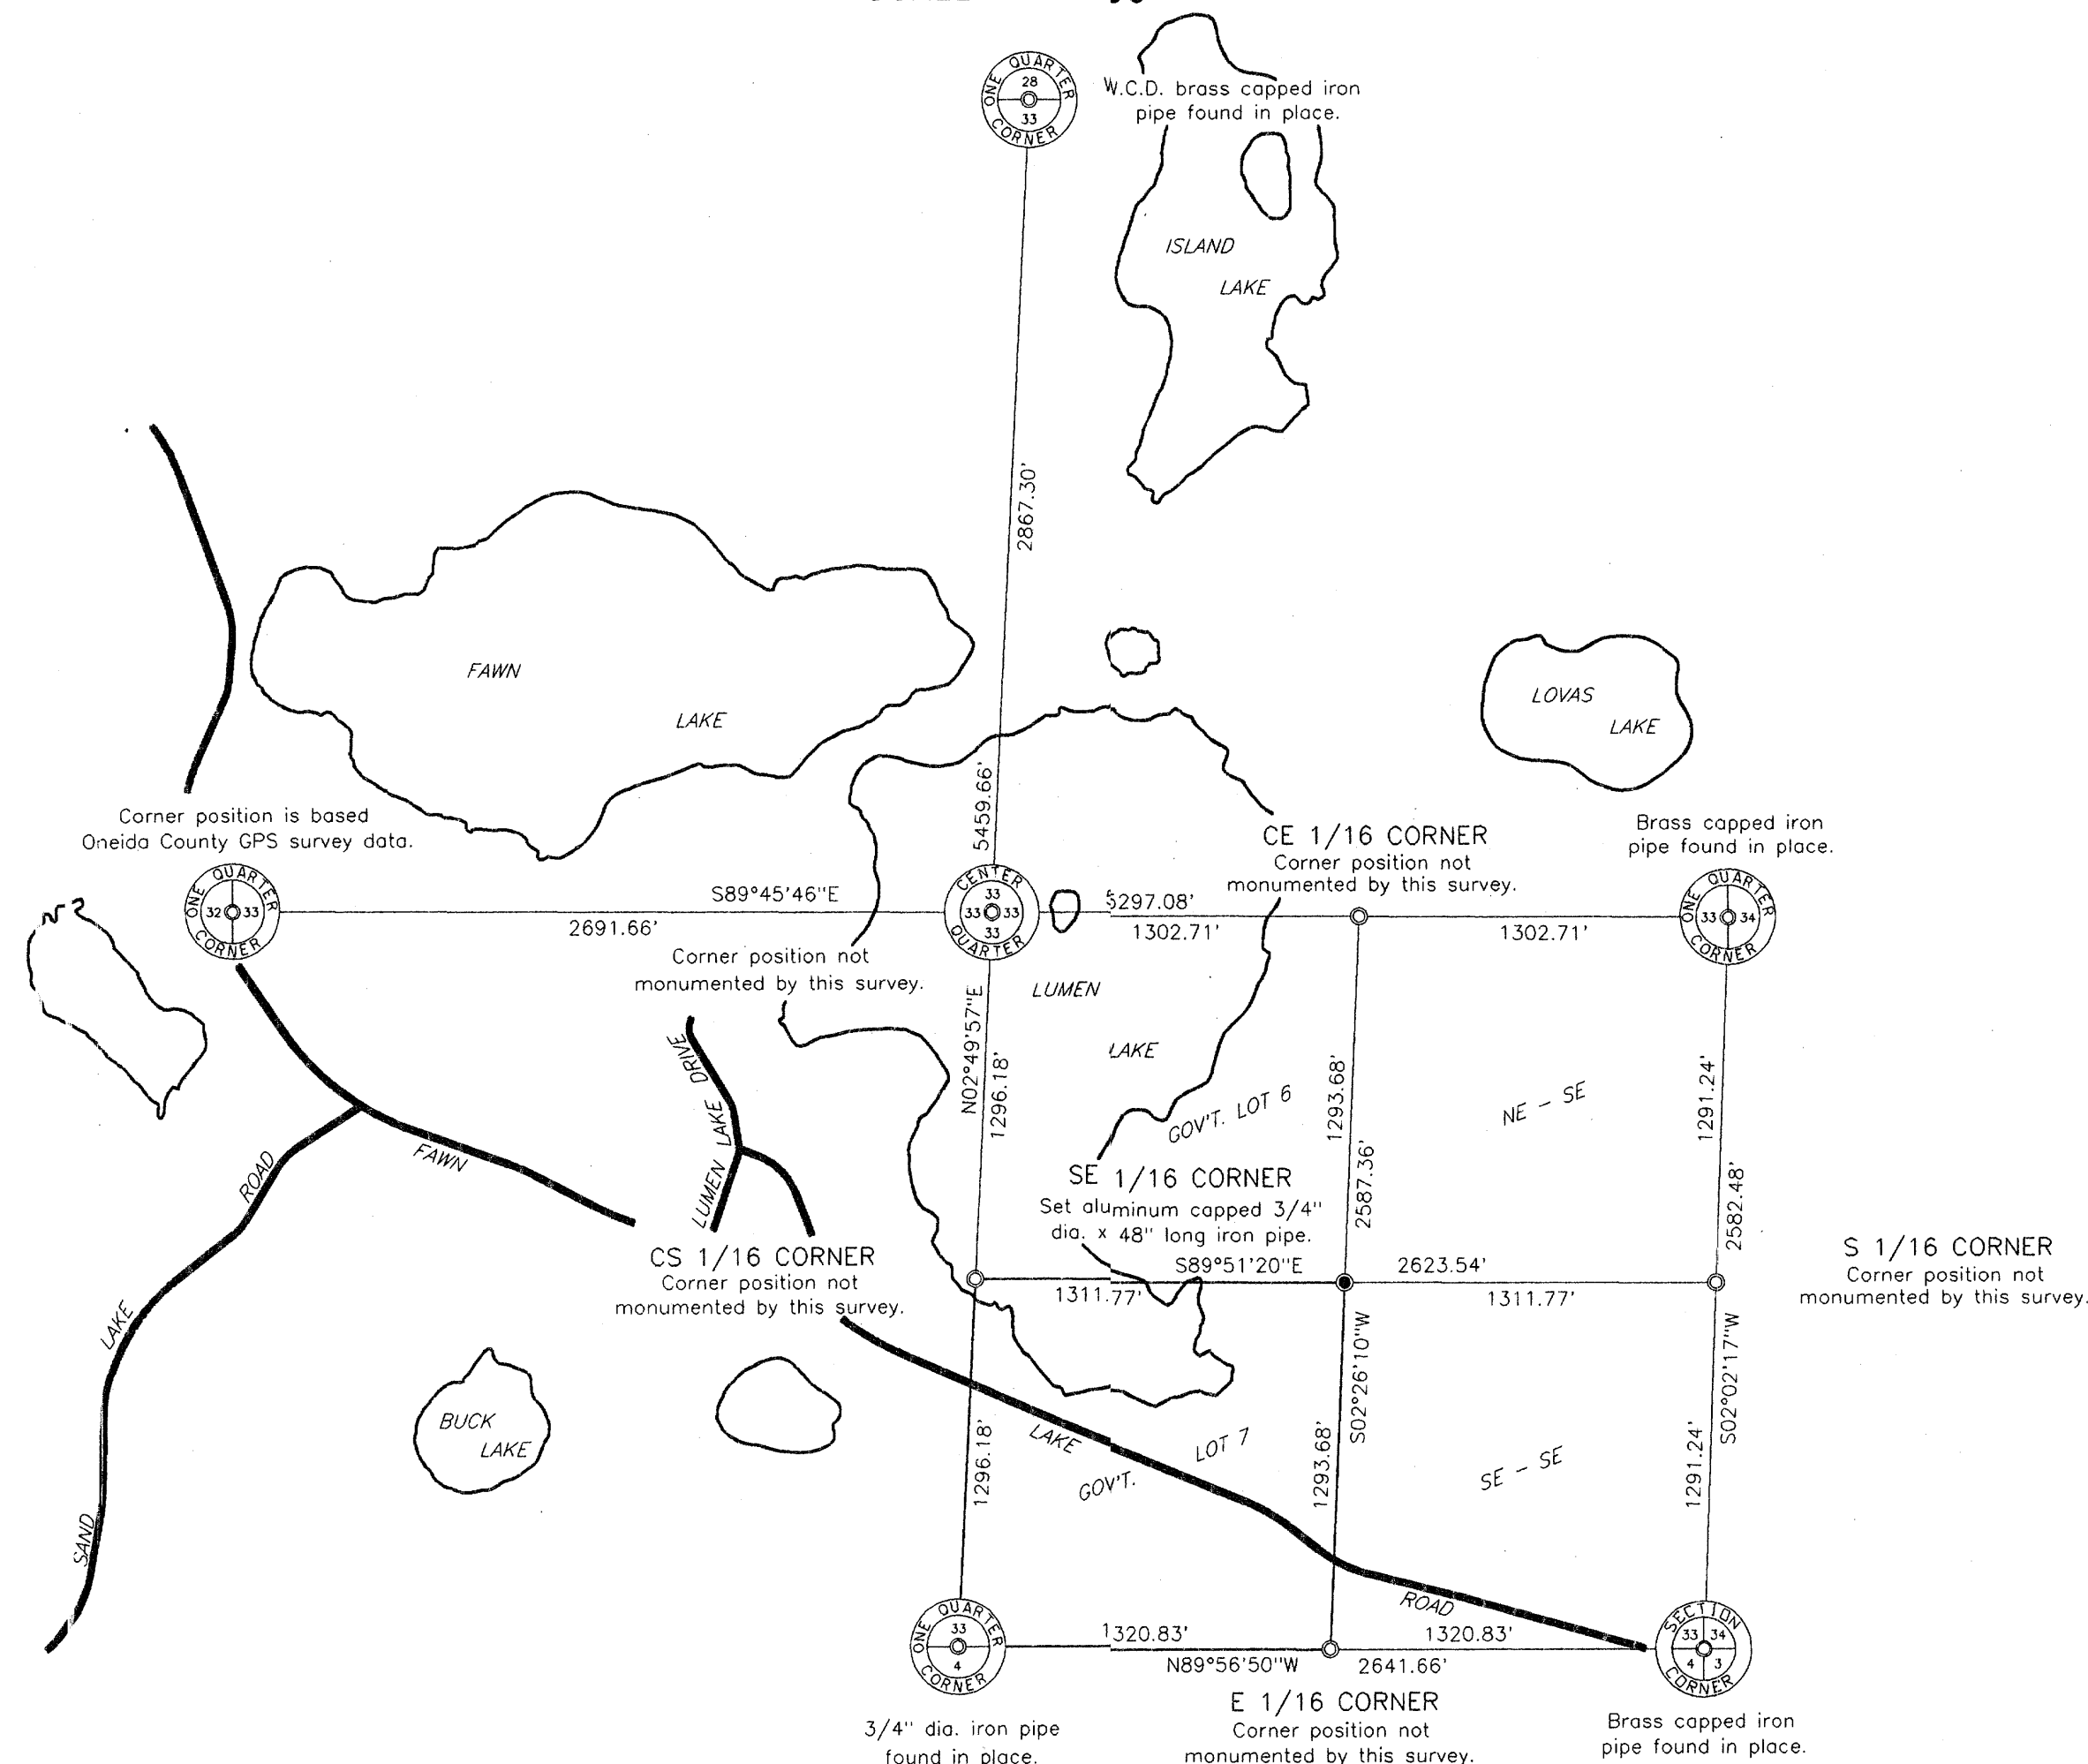 ONE QUARTER
28
33
CORNER
W.C.D. brass capped iron
pipe found in place.
ISLAND
LAKE
2867.30'
FAWN
LAKE
LOVAS
LAKE
5459.66'
Corner position is based
Oneida County GPS survey data.
CE 1/16 CORNER
Corner position not
monumented by this survey.
Brass capped iron
pipe found in place.
ONE QUARTER
32 33
CORNER
S89°45'46"E
2691.66'
CENTER
33
33 33
33
QUARTER
5297.08'
1302.71'
1302.71'
ONE QUARTER
33 34
CORNER
Corner position not
monumented by this survey.
LUMEN
LAKE
N02°49'57"E
1296.18'
GOV'T. LOT 6
1293.68'
2587.36'
NE - SE
1291.24'
2582.48'
LUMEN LAKE DRIVE
FAWN
SAND LAKE ROAD
SE 1/16 CORNER
Set aluminum capped 3/4"
dia. x 48" long iron pipe.
CS 1/16 CORNER
Corner position not
monumented by this survey.
S89°51'20"E
2623.54'
1311.77'
1311.77'
S 1/16 CORNER
Corner position not
monumented by this survey.
BUCK
LAKE
1296.18'
LAKE
GOV'T.
LOT 7
1293.68'
S02°26'10"W
SE - SE
1291.24'
S02°02'17"W
ROAD
ONE QUARTER
33
4
CORNER
1320.83'
1320.83'
N89°56'50"W
2641.66'
SECTION
33 34
4 3
CORNER
3/4" dia. iron pipe
found in place.
E 1/16 CORNER
Corner position not
monumented by this survey.
Brass capped iron
pipe found in place.